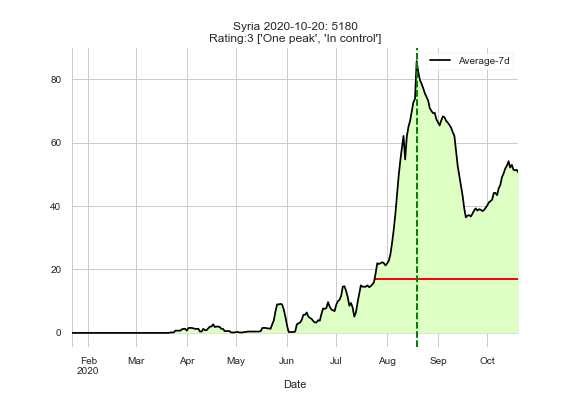 Syria 2020-10-20: 5180
Rating:3 ['One peak', 'In control']
Average-7d
80
60
40
20
0
Feb Mar Apr May Jun Jul Aug Sep Oct
2020
Date